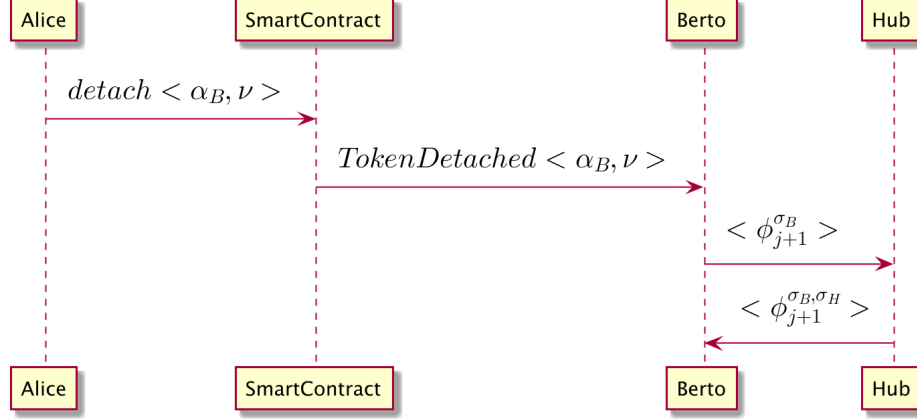 Alice SmartContract Berto Hub
detach < α_B, ν >
TokenDetached < α_B, ν >
< ϕ_{j+1}^{σ_B} >
< ϕ_{j+1}^{σ_B,σ_H} >
Alice SmartContract Berto Hub